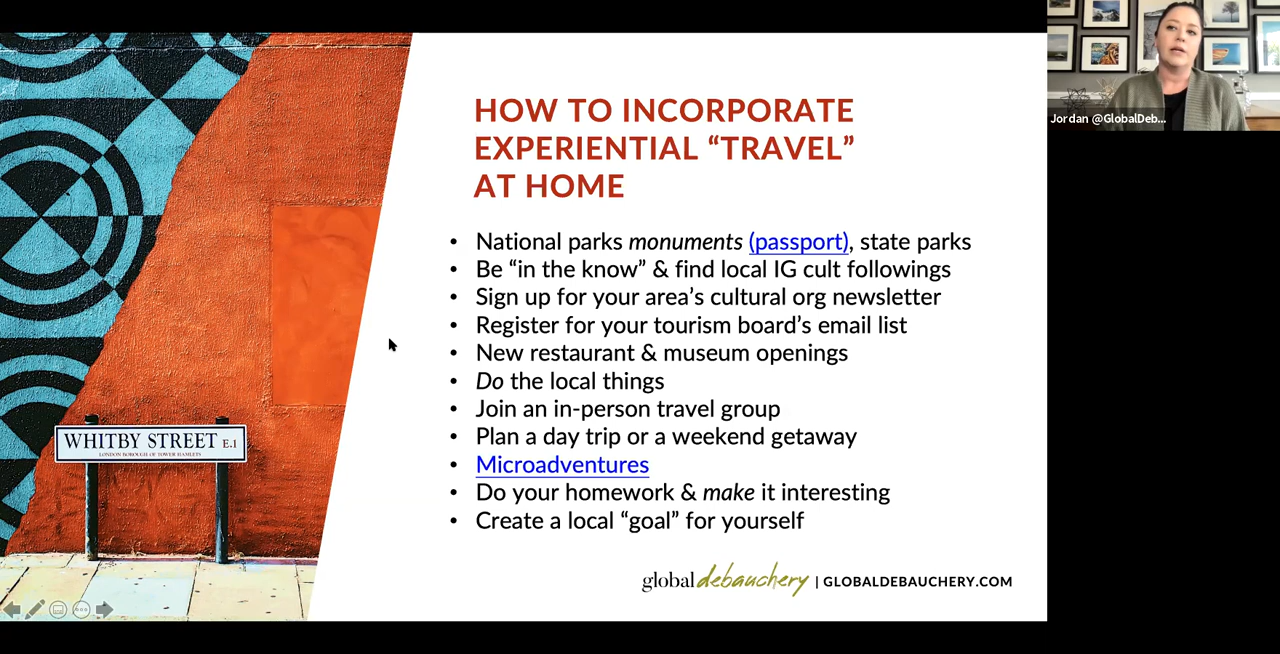 HOW TO INCORPORATE
EXPERIENTIAL “TRAVEL”
AT HOME
• National parks monuments (passport), state parks
• Be “in the know” & find local IG cult followings
• Sign up for your area’s cultural org newsletter
• Register for your tourism board’s email list
• New restaurant & museum openings
• Do the local things
• Join an in-person travel group
• Plan a day trip or a weekend getaway
• Microadventures
• Do your homework & make it interesting
• Create a local “goal” for yourself
global debauchery | GLOBALDEBAUCHERY.COM
WHITBY STREET E.1
LONDON BOROUGH OF TOWER HAMLETS
Jordan @GlobalDeb...